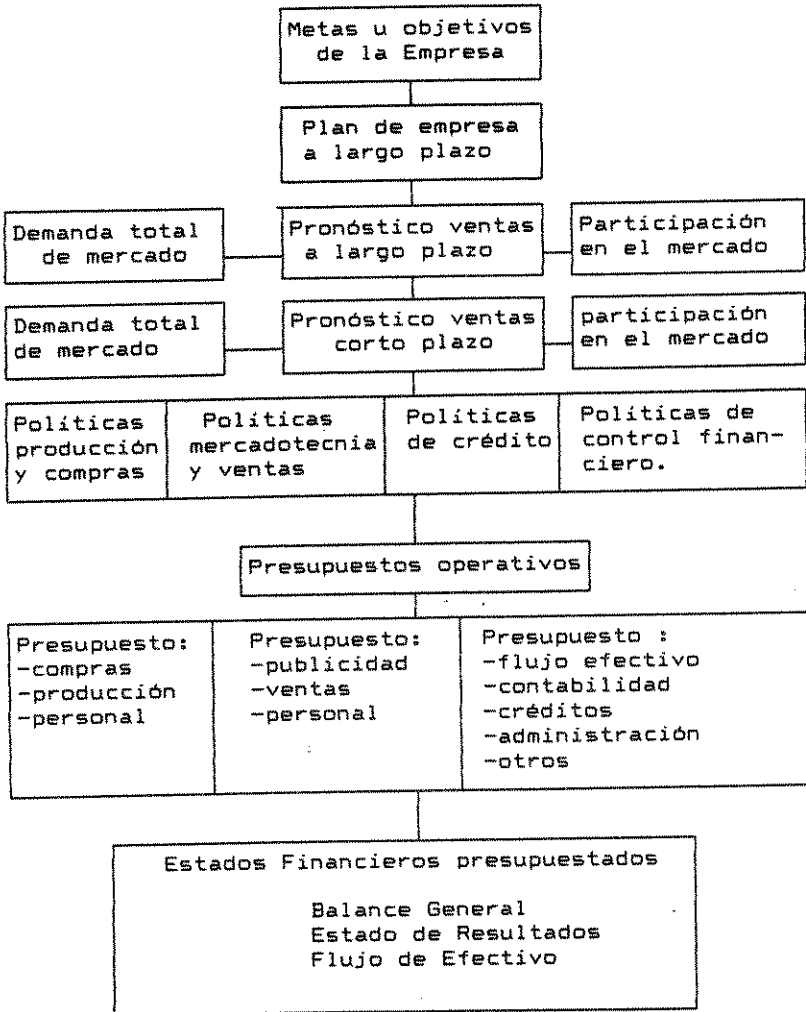 Metas u objetivos
de la Empresa
Plan de empresa
a largo plazo
Demanda total
de mercado
Pronóstico ventas
a largo plazo
Participación
en el mercado
Demanda total
de mercado
Pronóstico ventas
corto plazo
participación
en el mercado
Políticas
producción
y compras
Políticas
mercadotecnia
y ventas
Políticas
de crédito
Políticas de
control finan-
ciero.
Presupuestos operativos
Presupuesto:
-compras
-producción
-personal
Presupuesto:
-publicidad
-ventas
-personal
Presupuesto :
-flujo efectivo
-contabilidad
-créditos
-administración
-otros
Estados Financieros presupuestados
Balance General
Estado de Resultados
Flujo de Efectivo